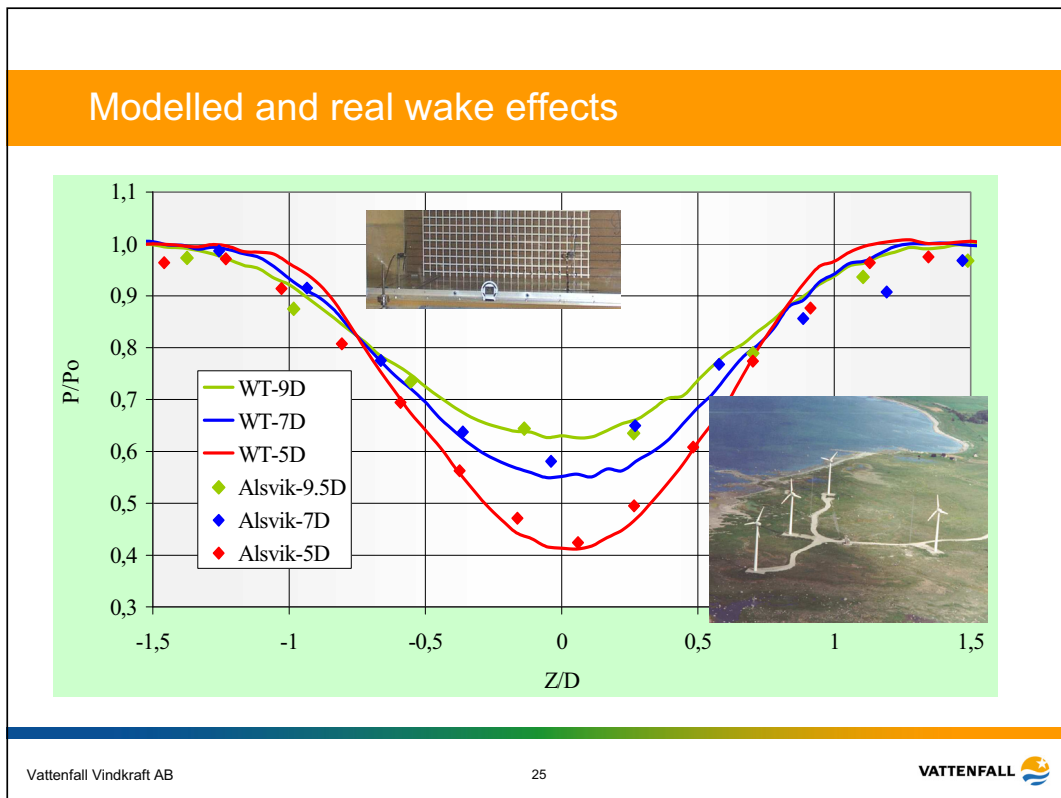 Modelled and real wake effects
1,1
1,0
0,9
0,8
0,7
0,6
0,5
0,4
0,3
P/Po
WT-9D
WT-7D
WT-5D
Alsvik-9.5D
Alsvik-7D
Alsvik-5D
-1,5
-1
-0,5
0
0,5
1
1,5
Z/D
Vattenfall Vindkraft AB
25
VATTENFALL